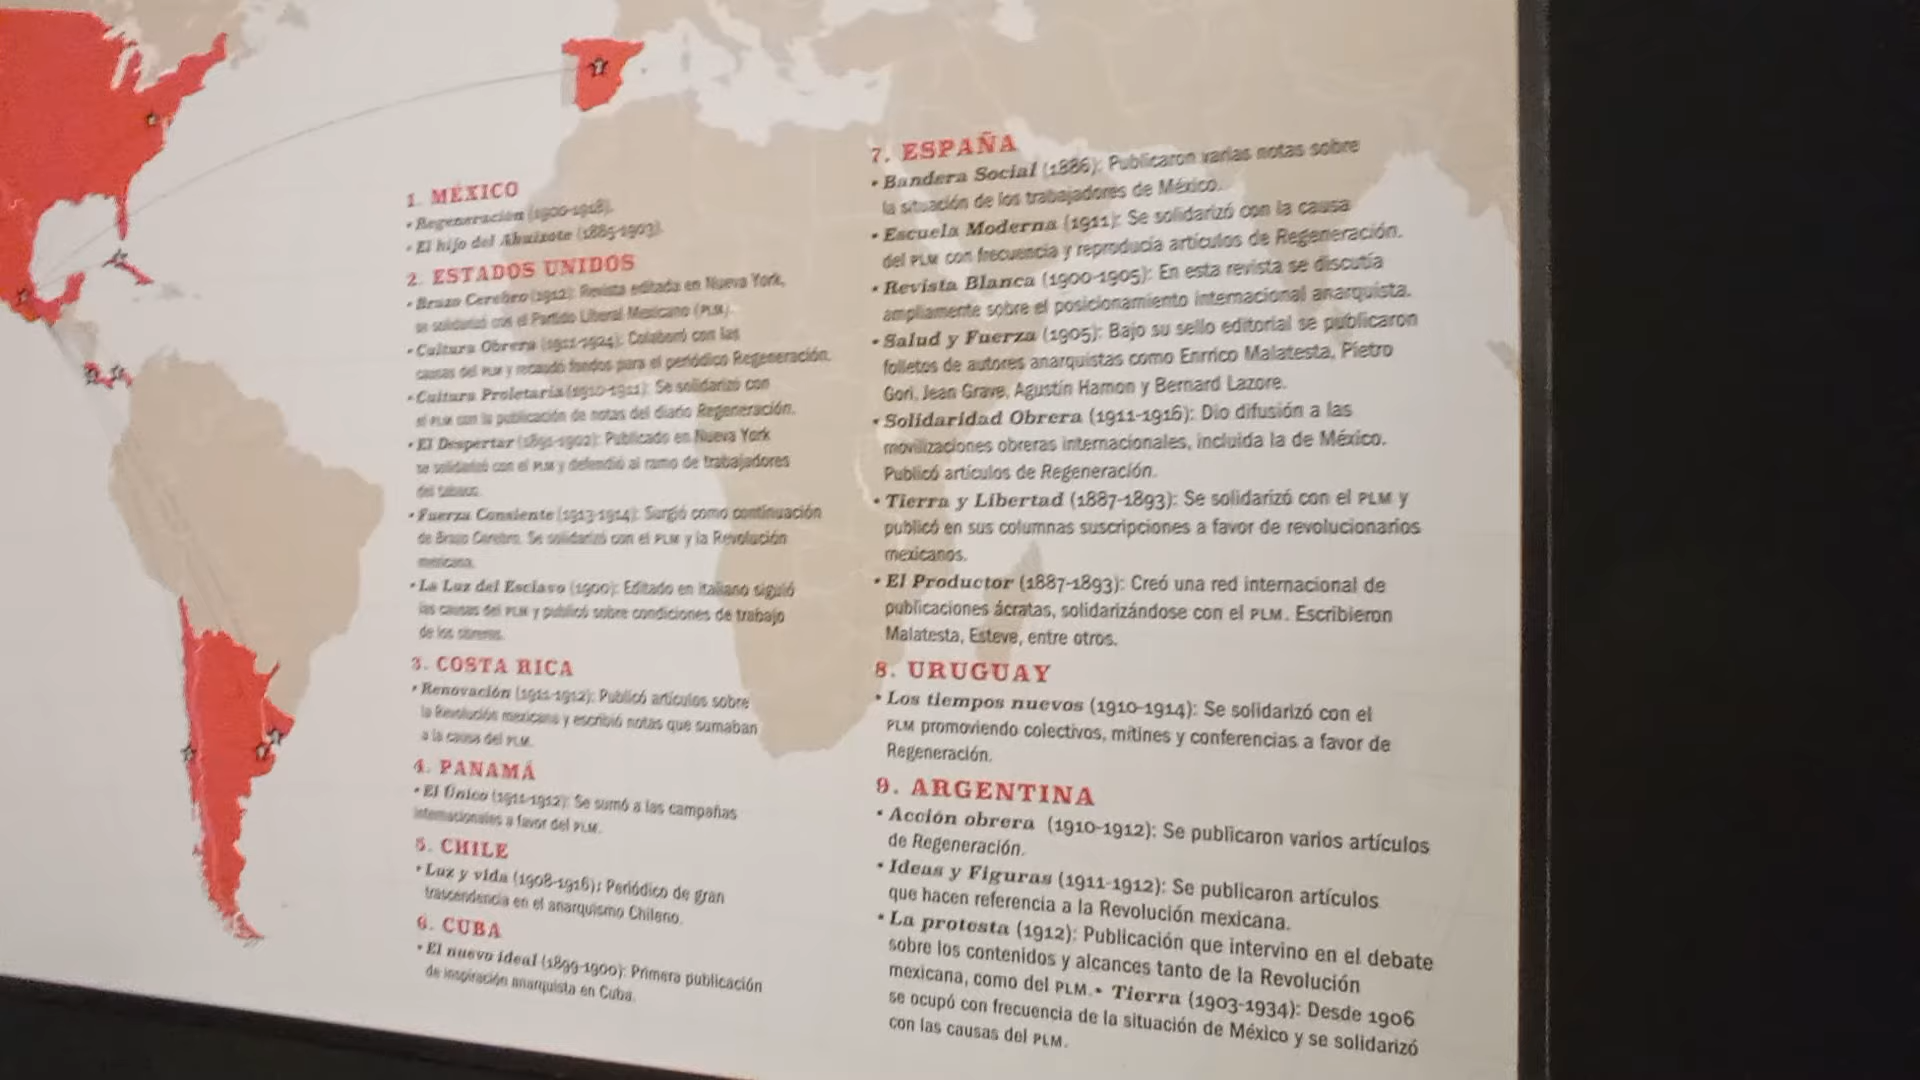 1. MÉXICO
• Regeneración (1900-1918).
• El hijo del Ahuizote (1885-1903).
2. ESTADOS UNIDOS
• Brazo Cerebro (1912): Revista editada en Nueva York,
se solidarizó con el Partido Liberal Mexicano (PLM).
• Cultura Obrera (1911-1924): Colaboró con las
causas del PLM y recaudó fondos para el periódico Regeneración.
• Cultura Proletaria (1910-1911): Se solidarizó con
el PLM con la publicación de notas del diario Regeneración.
• El Despertar (1891-1902): Publicado en Nueva York
se solidarizó con el PLM y defendió al ramo de trabajadores
del tabaco.
• Fuerza Consiente (1913-1914): Surgió como continuación
de Brazo Cerebro. Se solidarizó con el PLM y la Revolución
mexicana.
• La Luz del Esclavo (1900): Editado en italiano siguió
las causas del PLM y publicó sobre condiciones de trabajo
de los obreros.
3. COSTA RICA
• Renovación (1911-1912): Publicó artículos sobre
la Revolución mexicana y escribió notas que sumaban
a la causa del PLM.
4. PANAMÁ
• El Único (1911-1912): Se sumó a las campañas
internacionales a favor del PLM.
5. CHILE
• Luz y vida (1908-1916): Periódico de gran
trascendencia en el anarquismo Chileno.
6. CUBA
• El nuevo ideal (1899-1900): Primera publicación
de inspiración anarquista en Cuba.
7. ESPAÑA
• Bandera Social (1886): Publicaron varias notas sobre
la situación de los trabajadores de México.
• Escuela Moderna (1911): Se solidarizó con la causa
del PLM con frecuencia y reproducía artículos de Regeneración.
• Revista Blanca (1900-1905): En esta revista se discutía
ampliamente sobre el posicionamiento internacional anarquista.
• Salud y Fuerza (1905): Bajo su sello editorial se publicaron
folletos de autores anarquistas como Enrrico Malatesta, Pietro
Gori, Jean Grave, Agustín Hamon y Bernard Lazore.
• Solidaridad Obrera (1911-1916): Dio difusión a las
movilizaciones obreras internacionales, incluida la de México.
Publicó artículos de Regeneración.
• Tierra y Libertad (1887-1893): Se solidarizó con el PLM y
publicó en sus columnas suscripciones a favor de revolucionarios
mexicanos.
• El Productor (1887-1893): Creó una red internacional de
publicaciones ácratas, solidarizándose con el PLM. Escribieron
Malatesta, Esteve, entre otros.
8. URUGUAY
• Los tiempos nuevos (1910-1914): Se solidarizó con el
PLM promoviendo colectivos, mítines y conferencias a favor de
Regeneración.
9. ARGENTINA
• Acción obrera (1910-1912): Se publicaron varios artículos
de Regeneración.
• Ideas y Figuras (1911-1912): Se publicaron artículos
que hacen referencia a la Revolución mexicana.
• La protesta (1912): Publicación que intervino en el debate
sobre los contenidos y alcances tanto de la Revolución
mexicana, como del PLM. • Tierra (1903-1934): Desde 1906
se ocupó con frecuencia de la situación de México y se solidarizó
con las causas del PLM.